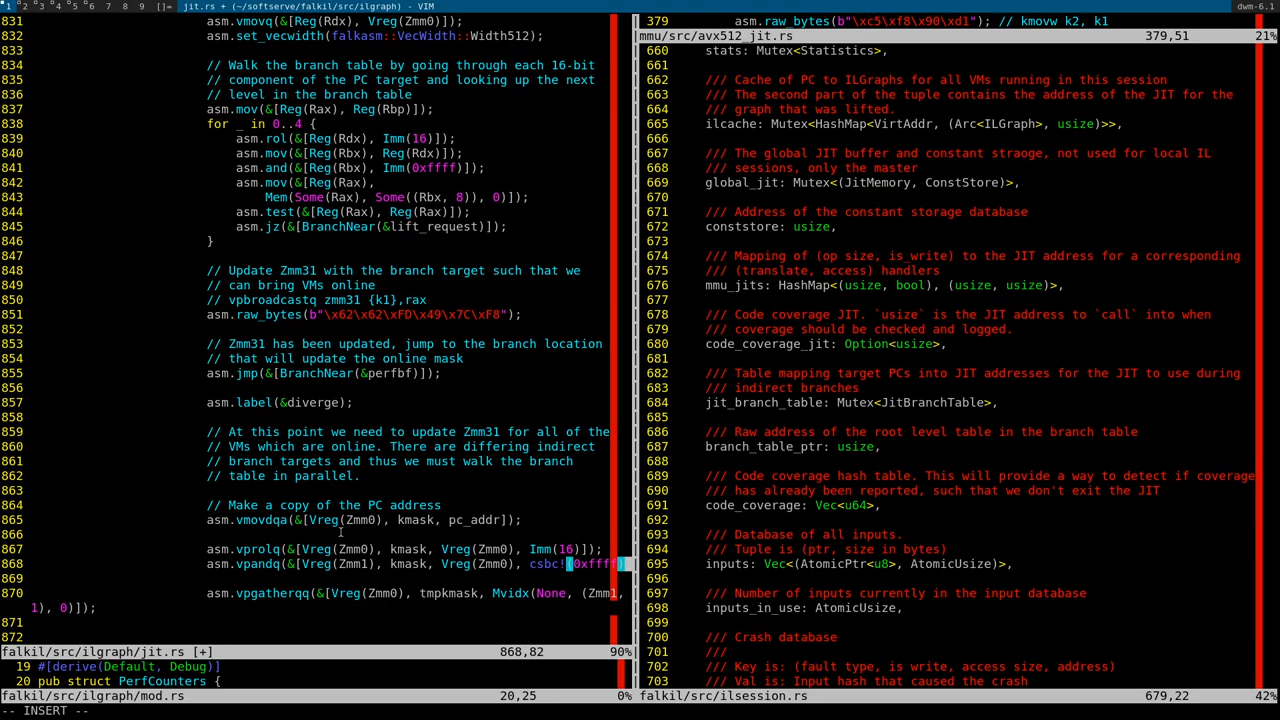 1 2 3 4 5 6 7 8 9 []= jit.rs + (~/softserve/falkil/src/ilgraph) - VIM dwm-6.1
831 asm.vmovq(&[Reg(Rdx), Vreg(Zmm0)]);
832 asm.set_vecwidth(falkasm::VecWidth::Width512);
833
834 // Walk the branch table by going through each 16-bit
835 // component of the PC target and looking up the next
836 // level in the branch table
837 asm.mov(&[Reg(Rax), Reg(Rbp)]);
838 for _ in 0..4 {
839 asm.rol(&[Reg(Rdx), Imm(16)]);
840 asm.mov(&[Reg(Rbx), Reg(Rdx)]);
841 asm.and(&[Reg(Rbx), Imm(0xffff)]);
842 asm.mov(&[Reg(Rax),
843 Mem(Some(Rax), Some((Rbx, 8)), 0)]);
844 asm.test(&[Reg(Rax), Reg(Rax)]);
845 asm.jz(&[BranchNear(&lift_request)]);
846 }
847
848 // Update Zmm31 with the branch target such that we
849 // can bring VMs online
850 // vpbroadcastq zmm31 {k1},rax
851 asm.raw_bytes(b"\x62\x62\xFD\x49\x7C\xF8");
852
853 // Zmm31 has been updated, jump to the branch location
854 // that will update the online mask
855 asm.jmp(&[BranchNear(&perfbf)]);
856
857 asm.label(&diverge);
858
859 // At this point we need to update Zmm31 for all of the
860 // VMs which are online. There are differing indirect
861 // branch targets and thus we must walk the branch
862 // table in parallel.
863
864 // Make a copy of the PC address
865 asm.vmovdqa(&[Vreg(Zmm0), kmask, pc_addr]);
866
867 asm.vprolq(&[Vreg(Zmm0), kmask, Vreg(Zmm0), Imm(16)]);
868 asm.vpandq(&[Vreg(Zmm1), kmask, Vreg(Zmm0), csbc!(0xffff)
869
870 asm.vpgatherqq(&[Vreg(Zmm0), tmpkmask, Mvidx(None, (Zmm1,
1), 0)]);
871
872
falkil/src/ilgraph/jit.rs [+] 868,82 90%
19 #[derive(Default, Debug)]
20 pub struct PerfCounters {
falkil/src/ilgraph/mod.rs 20,25 0%
-- INSERT --
379 asm.raw_bytes(b"\xc5\xf8\x90\xd1"); // kmovw k2, k1
mmu/src/avx512_jit.rs 379,51 21%
660 stats: Mutex<Statistics>,
661
662 /// Cache of PC to ILGraphs for all VMs running in this session
663 /// The second part of the tuple contains the address of the JIT for the
664 /// graph that was lifted.
665 ilcache: Mutex<HashMap<VirtAddr, (Arc<ILGraph>, usize)>>,
666
667 /// The global JIT buffer and constant straoge, not used for local IL
668 /// sessions, only the master
669 global_jit: Mutex<(JitMemory, ConstStore)>,
670
671 /// Address of the constant storage database
672 conststore: usize,
673
674 /// Mapping of (op size, is_write) to the JIT address for a corresponding
675 /// (translate, access) handlers
676 mmu_jits: HashMap<(usize, bool), (usize, usize)>,
677
678 /// Code coverage JIT. `usize` is the JIT address to `call` into when
679 /// coverage should be checked and logged.
680 code_coverage_jit: Option<usize>,
681
682 /// Table mapping target PCs into JIT addresses for the JIT to use during
683 /// indirect branches
684 jit_branch_table: Mutex<JitBranchTable>,
685
686 /// Raw address of the root level table in the branch table
687 branch_table_ptr: usize,
688
689 /// Code coverage hash table. This will provide a way to detect if coverage
690 /// has already been reported, such that we don't exit the JIT
691 code_coverage: Vec<u64>,
692
693 /// Database of all inputs.
694 /// Tuple is (ptr, size in bytes)
695 inputs: Vec<(AtomicPtr<u8>, AtomicUsize)>,
696
697 /// Number of inputs currently in the input database
698 inputs_in_use: AtomicUsize,
699
700 /// Crash database
701 ///
702 /// Key is: (fault type, is write, access size, address)
703 /// Val is: Input hash that caused the crash
falkil/src/ilsession.rs 679,22 42%